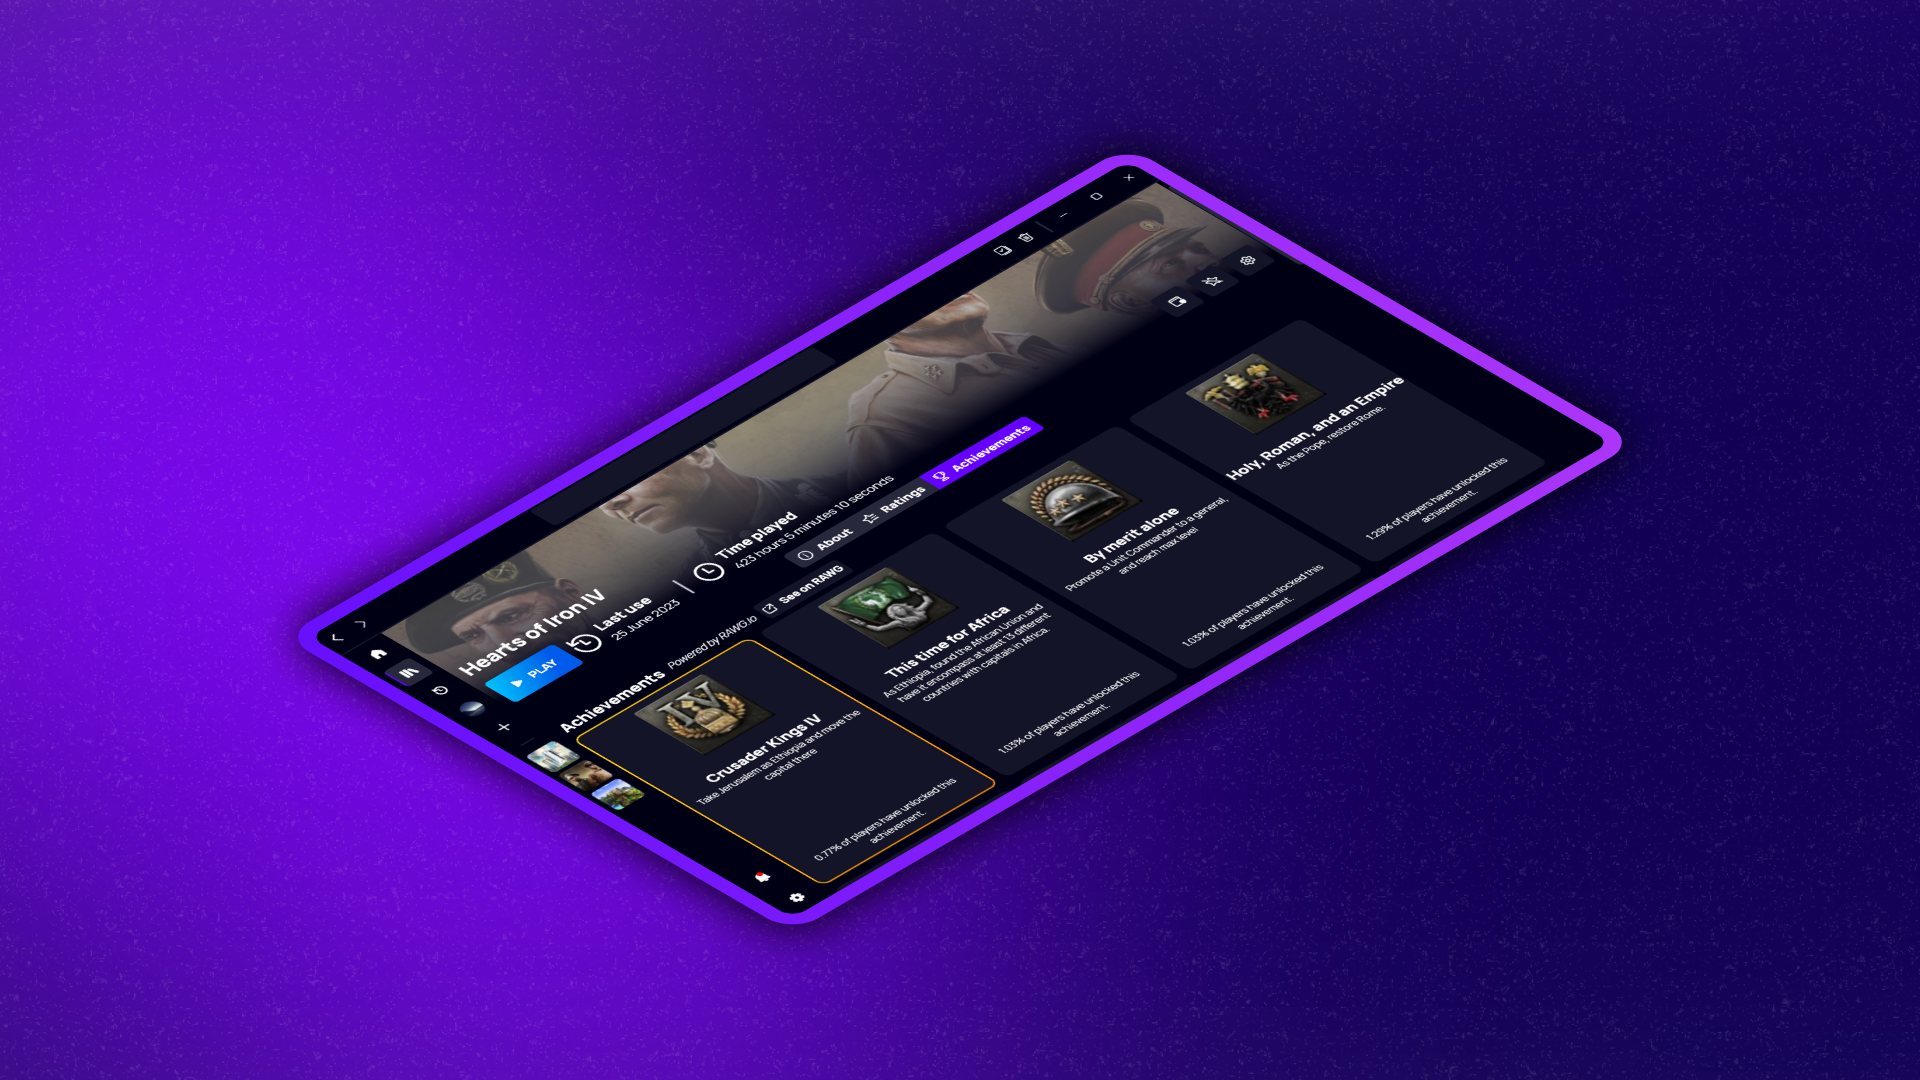 Hearts of Iron IV
PLAY
Last use
25 June 2023
Time played
423 hours 5 minutes 10 seconds
About
Ratings
Achievements
Achievements
Powered by RAWG.io
See on RAWG
Crusader Kings IV
Take Jerusalem as Ethiopia and move the
capital there
0.77% of players have unlocked this
achievement.
This time for Africa
As Ethiopia, found the African Union and
have it encompass at least 13 different
countries with capitals in Africa.
1.03% of players have unlocked this
achievement.
By merit alone
Promote a Unit Commander to a general,
and reach max level
1.03% of players have unlocked this
achievement.
Holy, Roman, and an Empire
As the Pope, restore Rome.
1.29% of players have unlocked this
achievement.